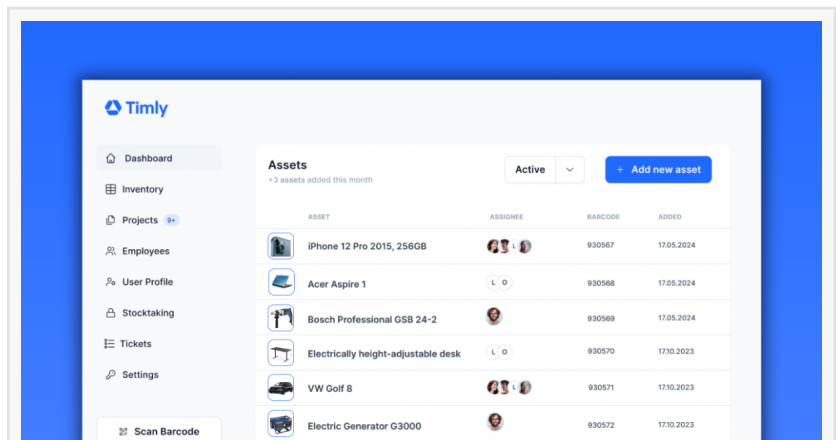 Timly
Dashboard
Inventory
Projects 9+
Employees
User Profile
Stocktaking
Tickets
Settings
Scan Barcode
Assets
+3 assets added this month
Active
+ Add new asset
ASSET ASSIGNEE BARCODE ADDED
iPhone 12 Pro 2015, 256GB L 930567 17.05.2024
Acer Aspire 1 L O 930568 17.05.2024
Bosch Professional GSB 24-2 930569 17.05.2024
Electrically height-adjustable desk L O 930570 17.10.2023
VW Golf 8 L 930571 17.10.2023
Electric Generator G3000 930572 17.10.2023